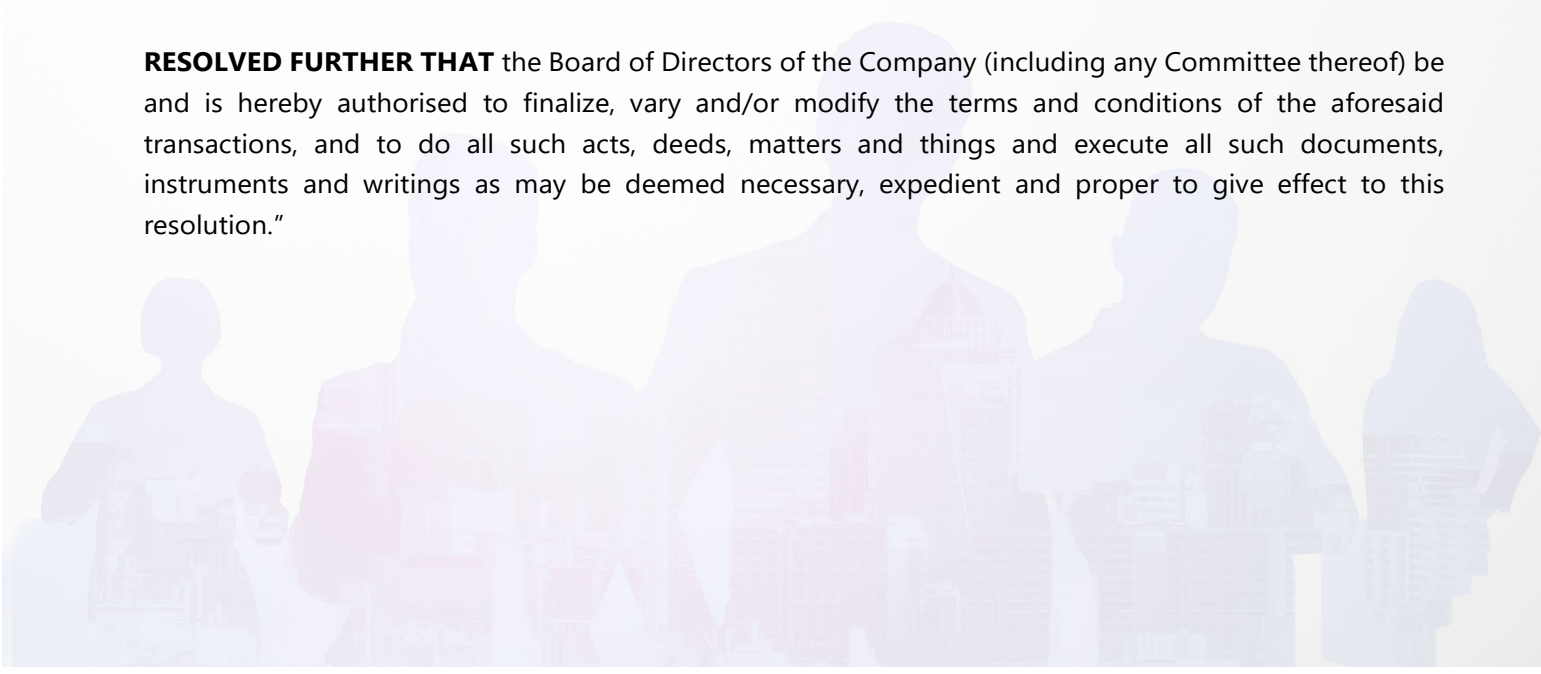 RESOLVED FURTHER THAT the Board of Directors of the Company (including any Committee thereof) be
and is hereby authorised to finalize, vary and/or modify the terms and conditions of the aforesaid
transactions, and to do all such acts, deeds, matters and things and execute all such documents,
instruments and writings as may be deemed necessary, expedient and proper to give effect to this
resolution.”